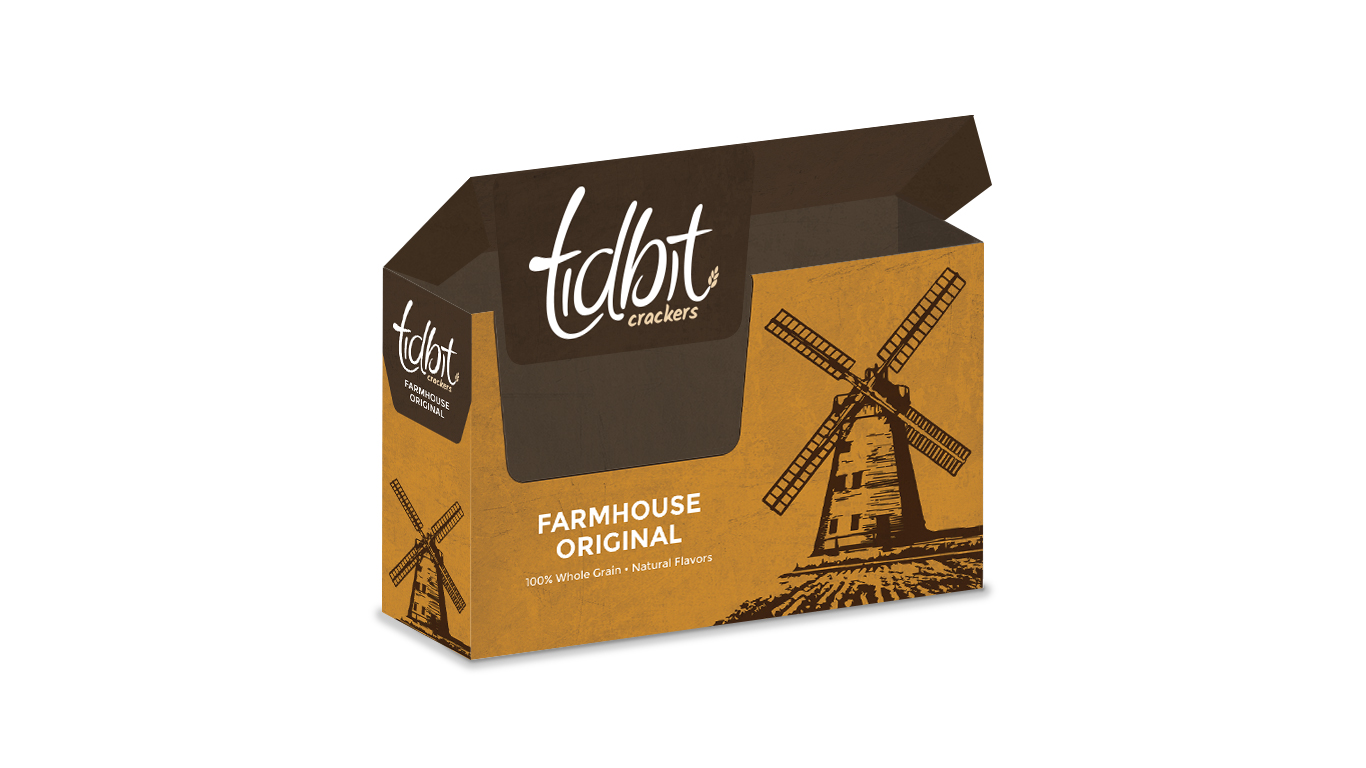 tidbit
crackers
tidbit
crackers
FARMHOUSE
ORIGINAL
FARMHOUSE
ORIGINAL
100% Whole Grain • Natural Flavors